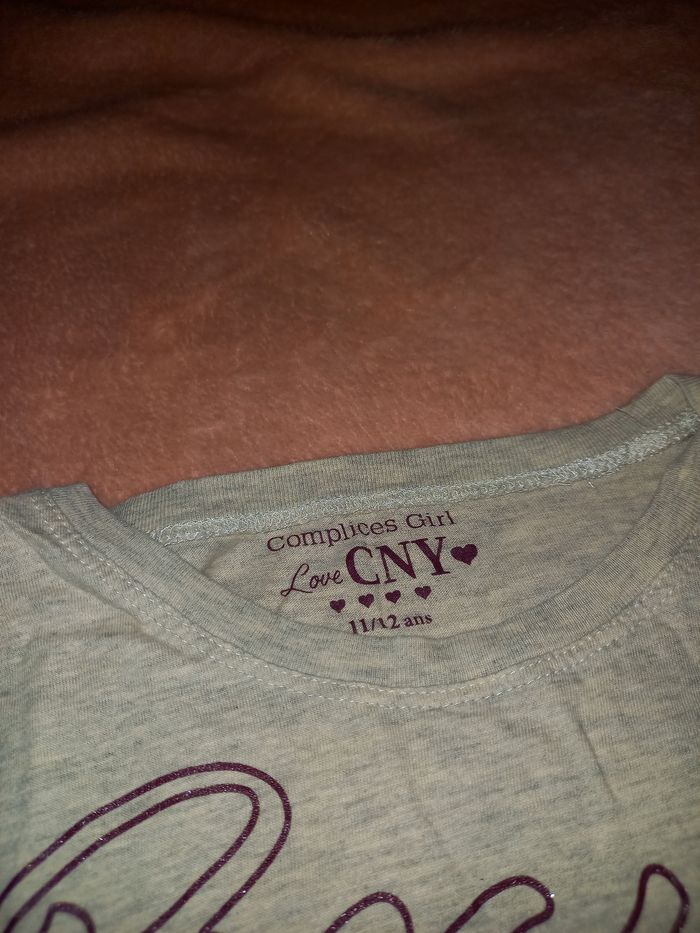 Complices Girl
Love CNY
11/12 ans